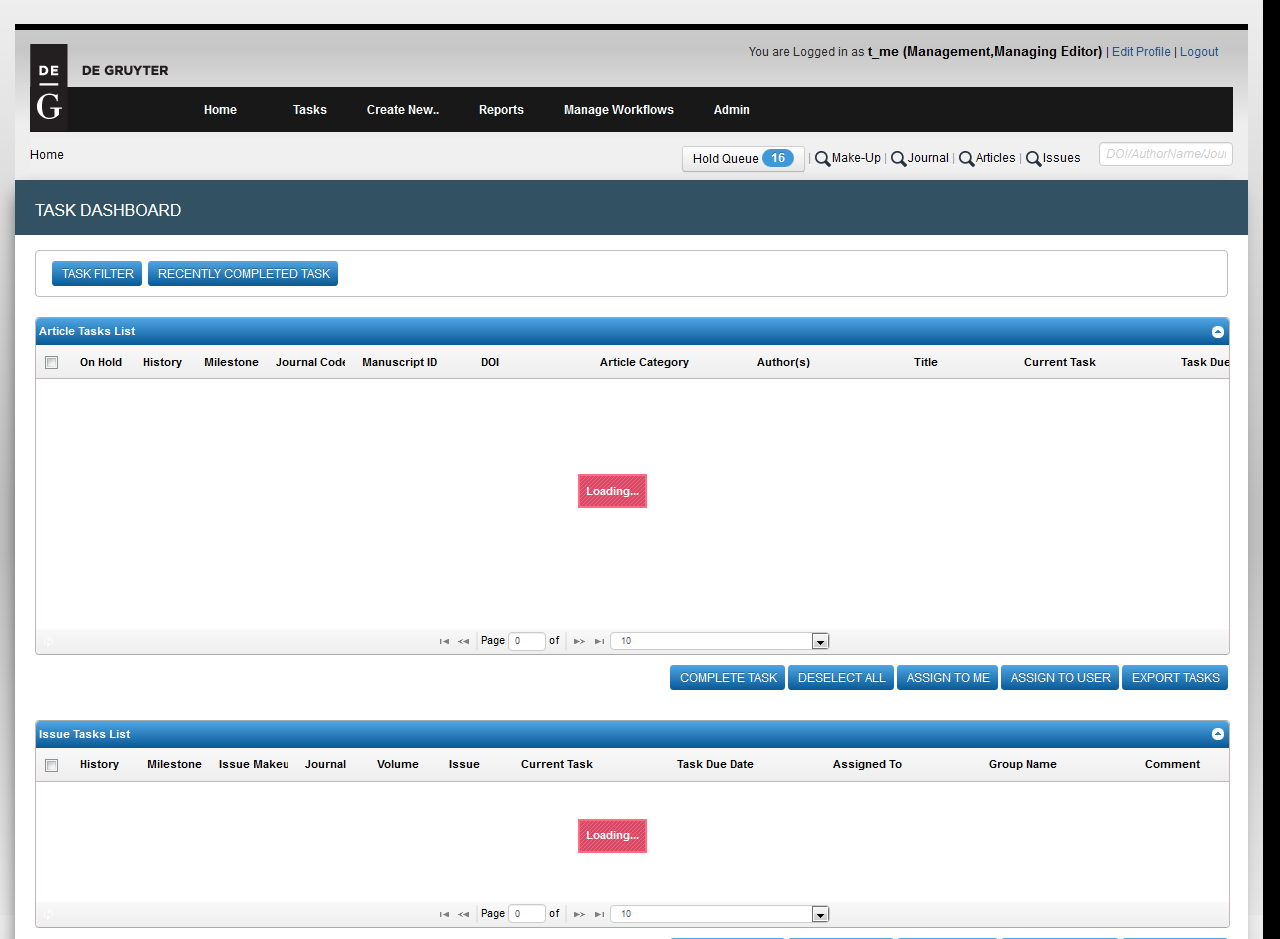 You are Logged in as t_me (Management,Managing Editor) | Edit Profile | Logout
DE
G
DE GRUYTER
Home Tasks Create New.. Reports Manage Workflows Admin
Home
Hold Queue 16 | Make-Up | Journal | Articles | Issues
DOI/AuthorName/Jou
TASK DASHBOARD
TASK FILTER RECENTLY COMPLETED TASK
Article Tasks List
On Hold History Milestone Journal Code Manuscript ID DOI Article Category Author(s) Title Current Task Task Due
Loading...
Page 0 of 10
COMPLETE TASK DESELECT ALL ASSIGN TO ME ASSIGN TO USER EXPORT TASKS
Issue Tasks List
History Milestone Issue Makeu Journal Volume Issue Current Task Task Due Date Assigned To Group Name Comment
Loading...
Page 0 of 10